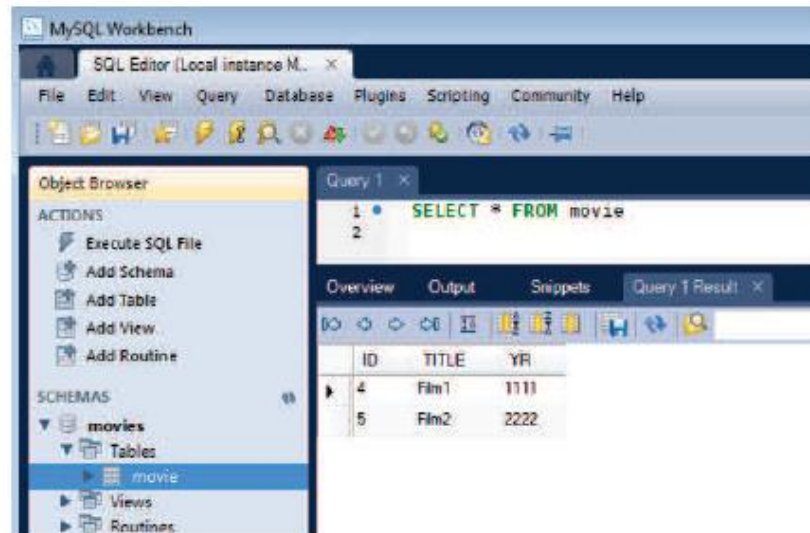 MySQL Workbench
SQL Editor (Local instance M..
File Edit View Query Database Plugins Scripting Community Help
Object Browser
ACTIONS
Execute SQL File
Add Schema
Add Table
Add View
Add Routine
SCHEMAS
movies
Tables
movie
Views
Routines
Query 1
1 SELECT * FROM movie
2
Overview Output Snippets Query 1 Result
ID TITLE YR
4 Film1 1111
5 Film2 2222